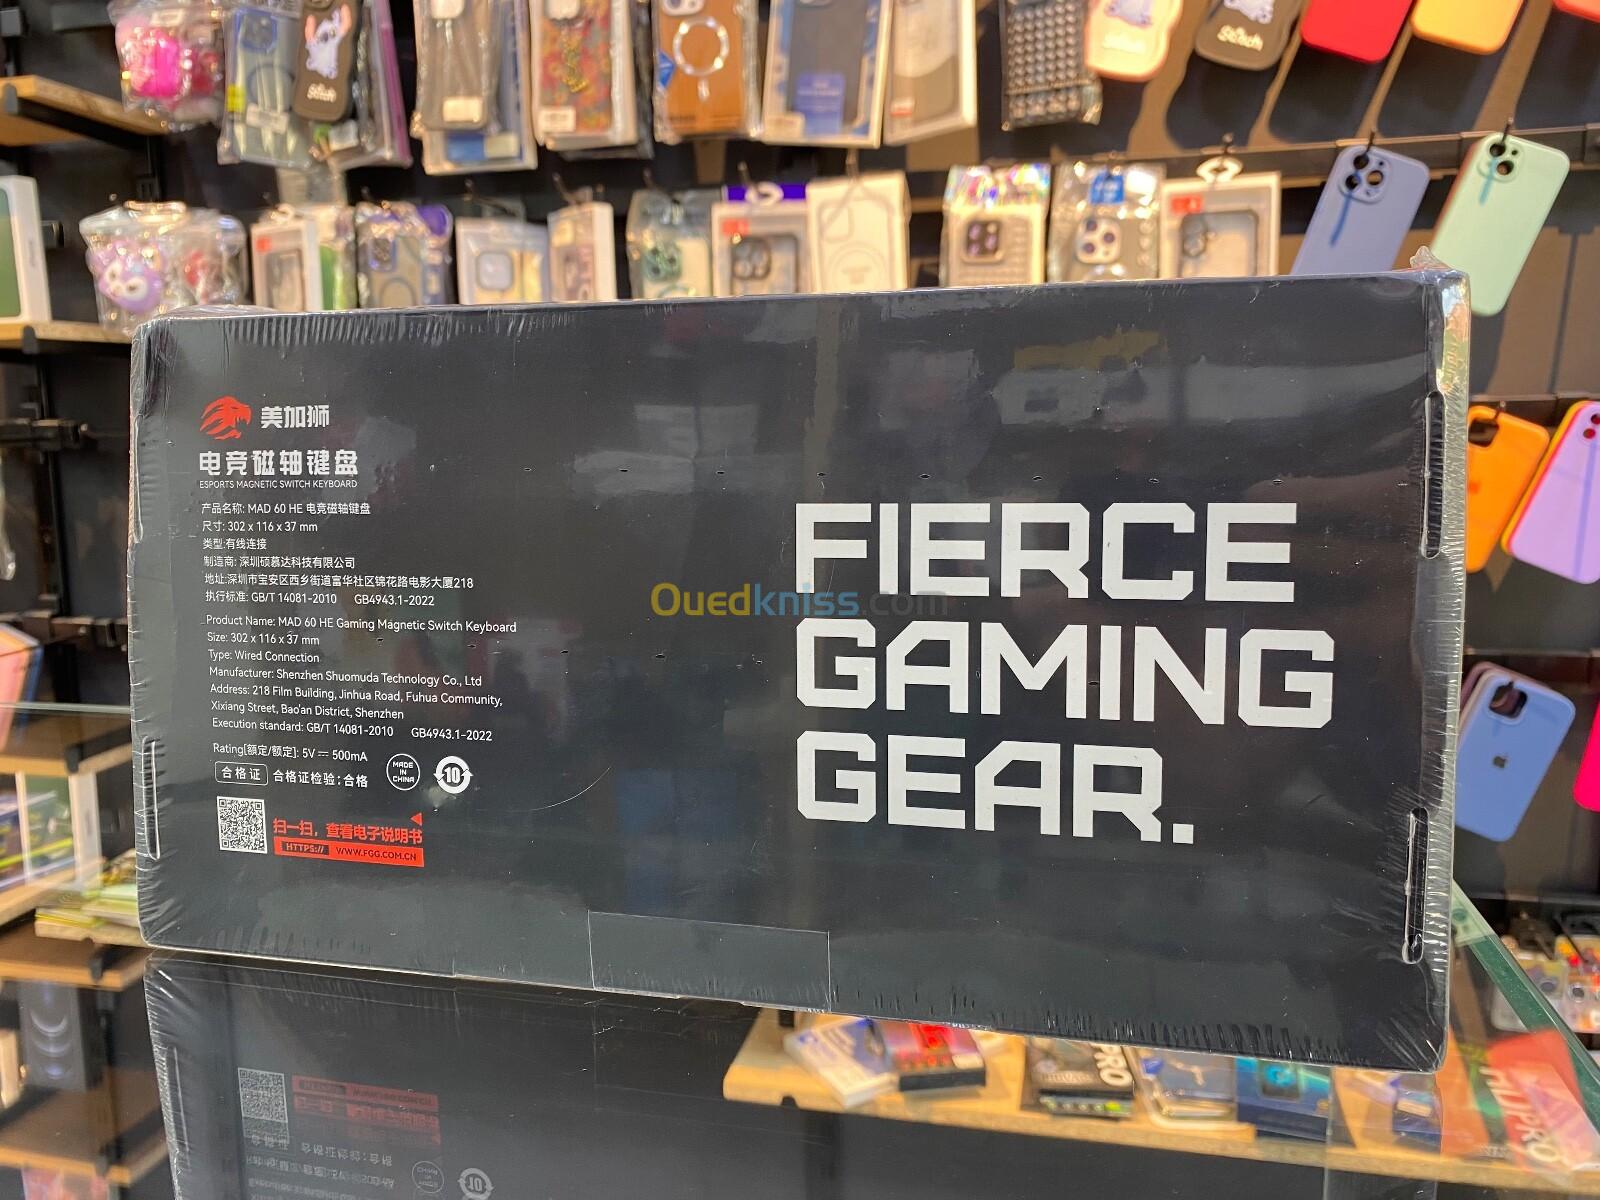 美加狮
电竞磁轴键盘
ESPORTS MAGNETIC SWITCH KEYBOARD
产品名称: MAD 60 HE 电竞磁轴键盘
尺寸: 302 x 116 x 37 mm
类型:有线连接
制造商: 深圳硕慕达科技有限公司
地址:深圳市宝安区西乡街道富华社区锦花路电影大厦218
执行标准: GB/T 14081-2010 GB4943.1-2022
Product Name: MAD 60 HE Gaming Magnetic Switch Keyboard
Size: 302 x 116 x 37 mm
Type: Wired Connection
Manufacturer: Shenzhen Shuomuda Technology Co., Ltd
Address: 218 Film Building, Jinhua Road, Fuhua Community,
Xixiang Street, Bao'an District, Shenzhen
Execution standard: GB/T 14081-2010 GB4943.1-2022
Rating[额定/额定]: 5V ⎓ 500mA
合格证 合格证检验:合格
MADE
IN
CHINA
10
扫一扫，查看电子说明书
HTTPS// WWW.FGG.COM.CN
FIERCE
GAMING
GEAR.
Ouedkniss.com
Stitch
Stitch
Stitch